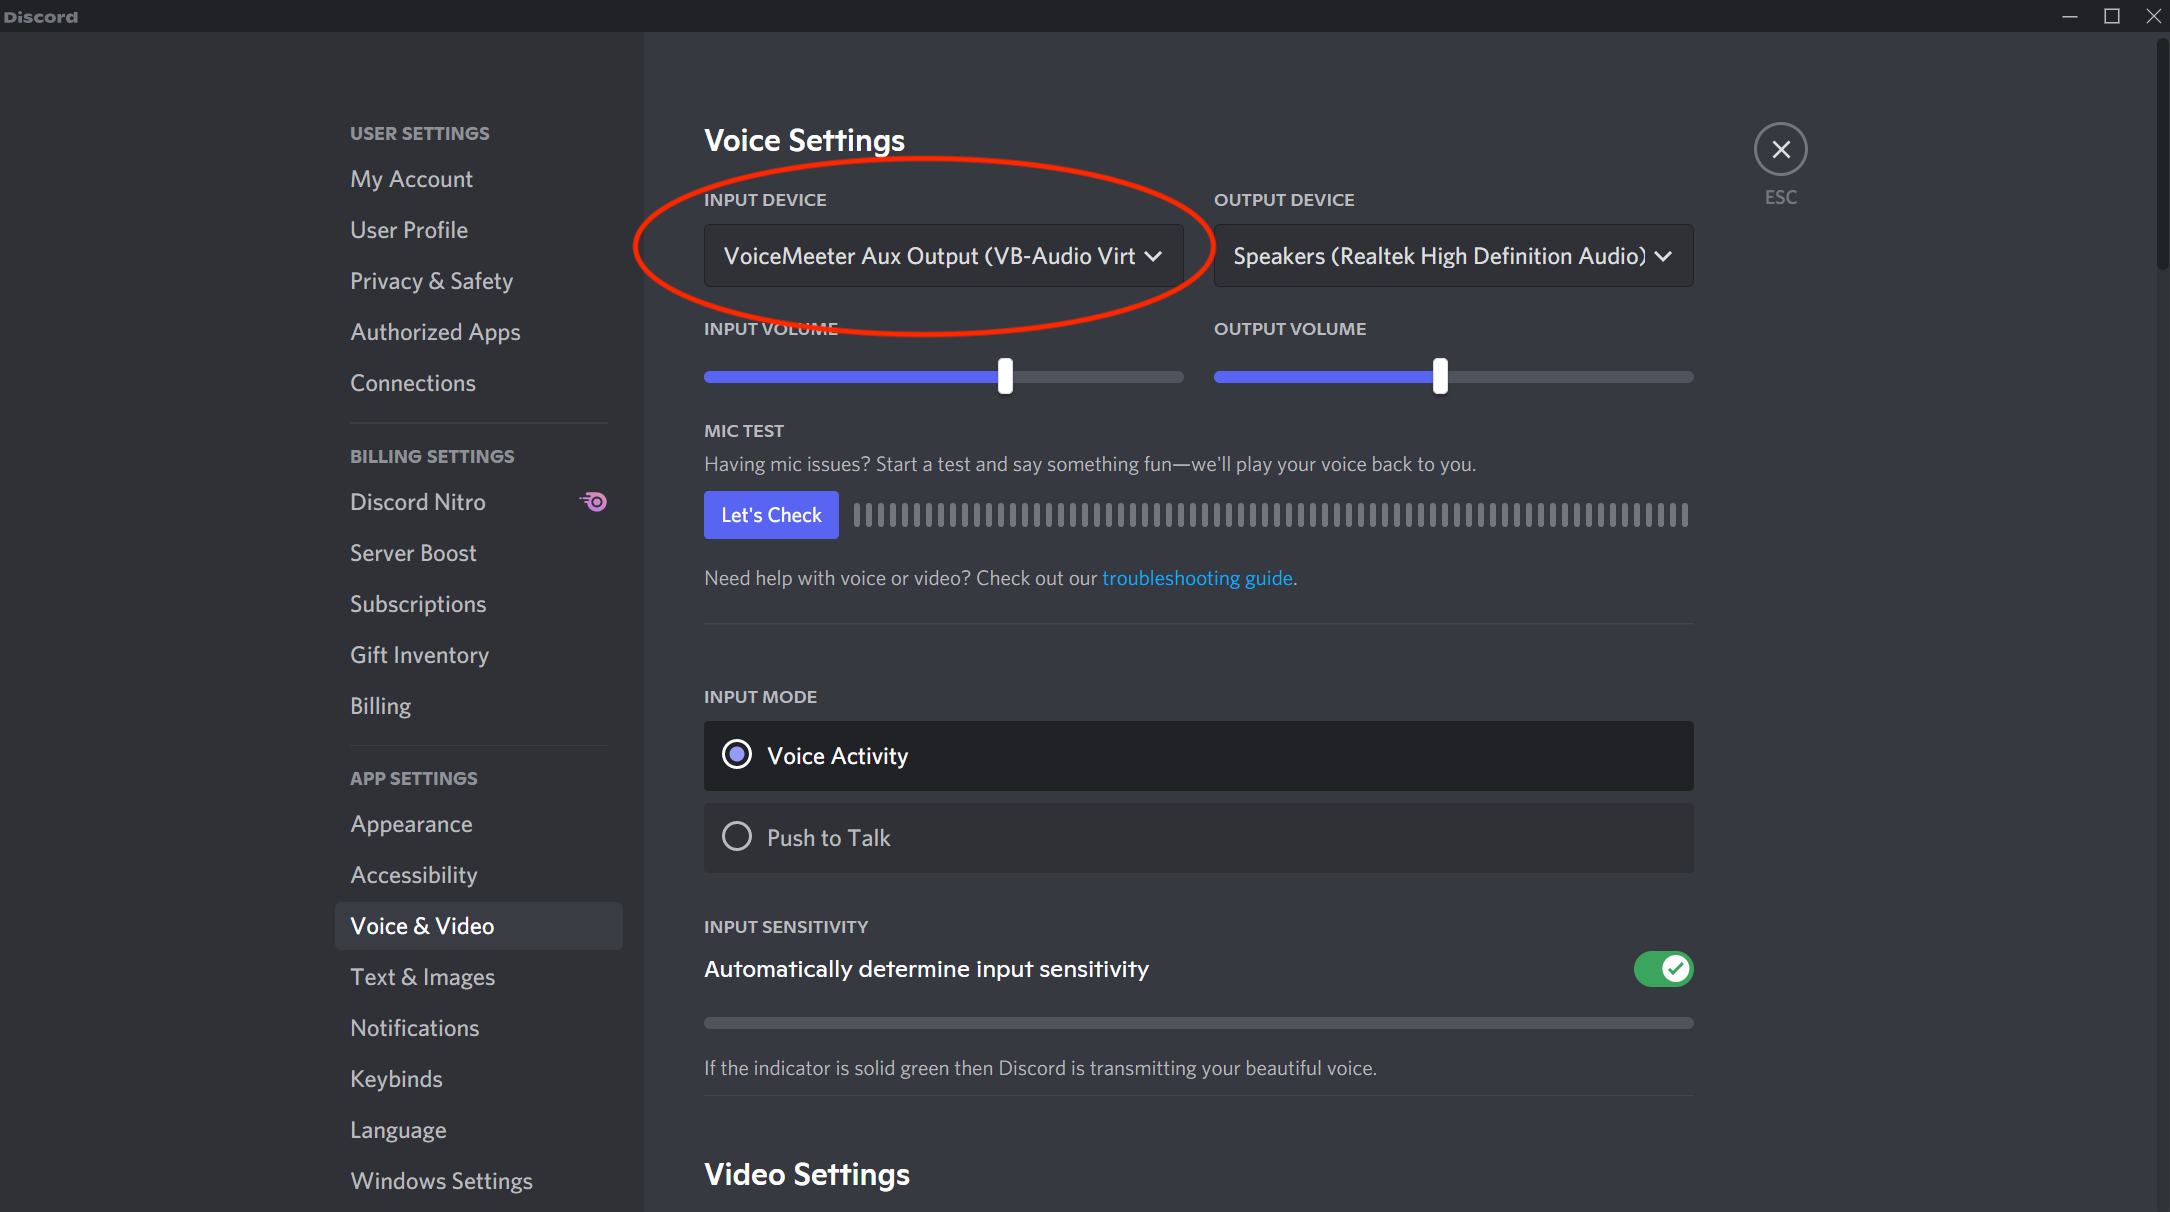 Discord
USER SETTINGS
My Account
User Profile
Privacy & Safety
Authorized Apps
Connections
BILLING SETTINGS
Discord Nitro
Server Boost
Subscriptions
Gift Inventory
Billing
APP SETTINGS
Appearance
Accessibility
Voice & Video
Text & Images
Notifications
Keybinds
Language
Windows Settings
Voice Settings
INPUT DEVICE
VoiceMeeter Aux Output (VB-Audio Virt
OUTPUT DEVICE
Speakers (Realtek High Definition Audio)
ESC
INPUT VOLUME
OUTPUT VOLUME
MIC TEST
Having mic issues? Start a test and say something fun—we'll play your voice back to you.
Let's Check
Need help with voice or video? Check out our troubleshooting guide.
INPUT MODE
Voice Activity
Push to Talk
INPUT SENSITIVITY
Automatically determine input sensitivity
If the indicator is solid green then Discord is transmitting your beautiful voice.
Video Settings